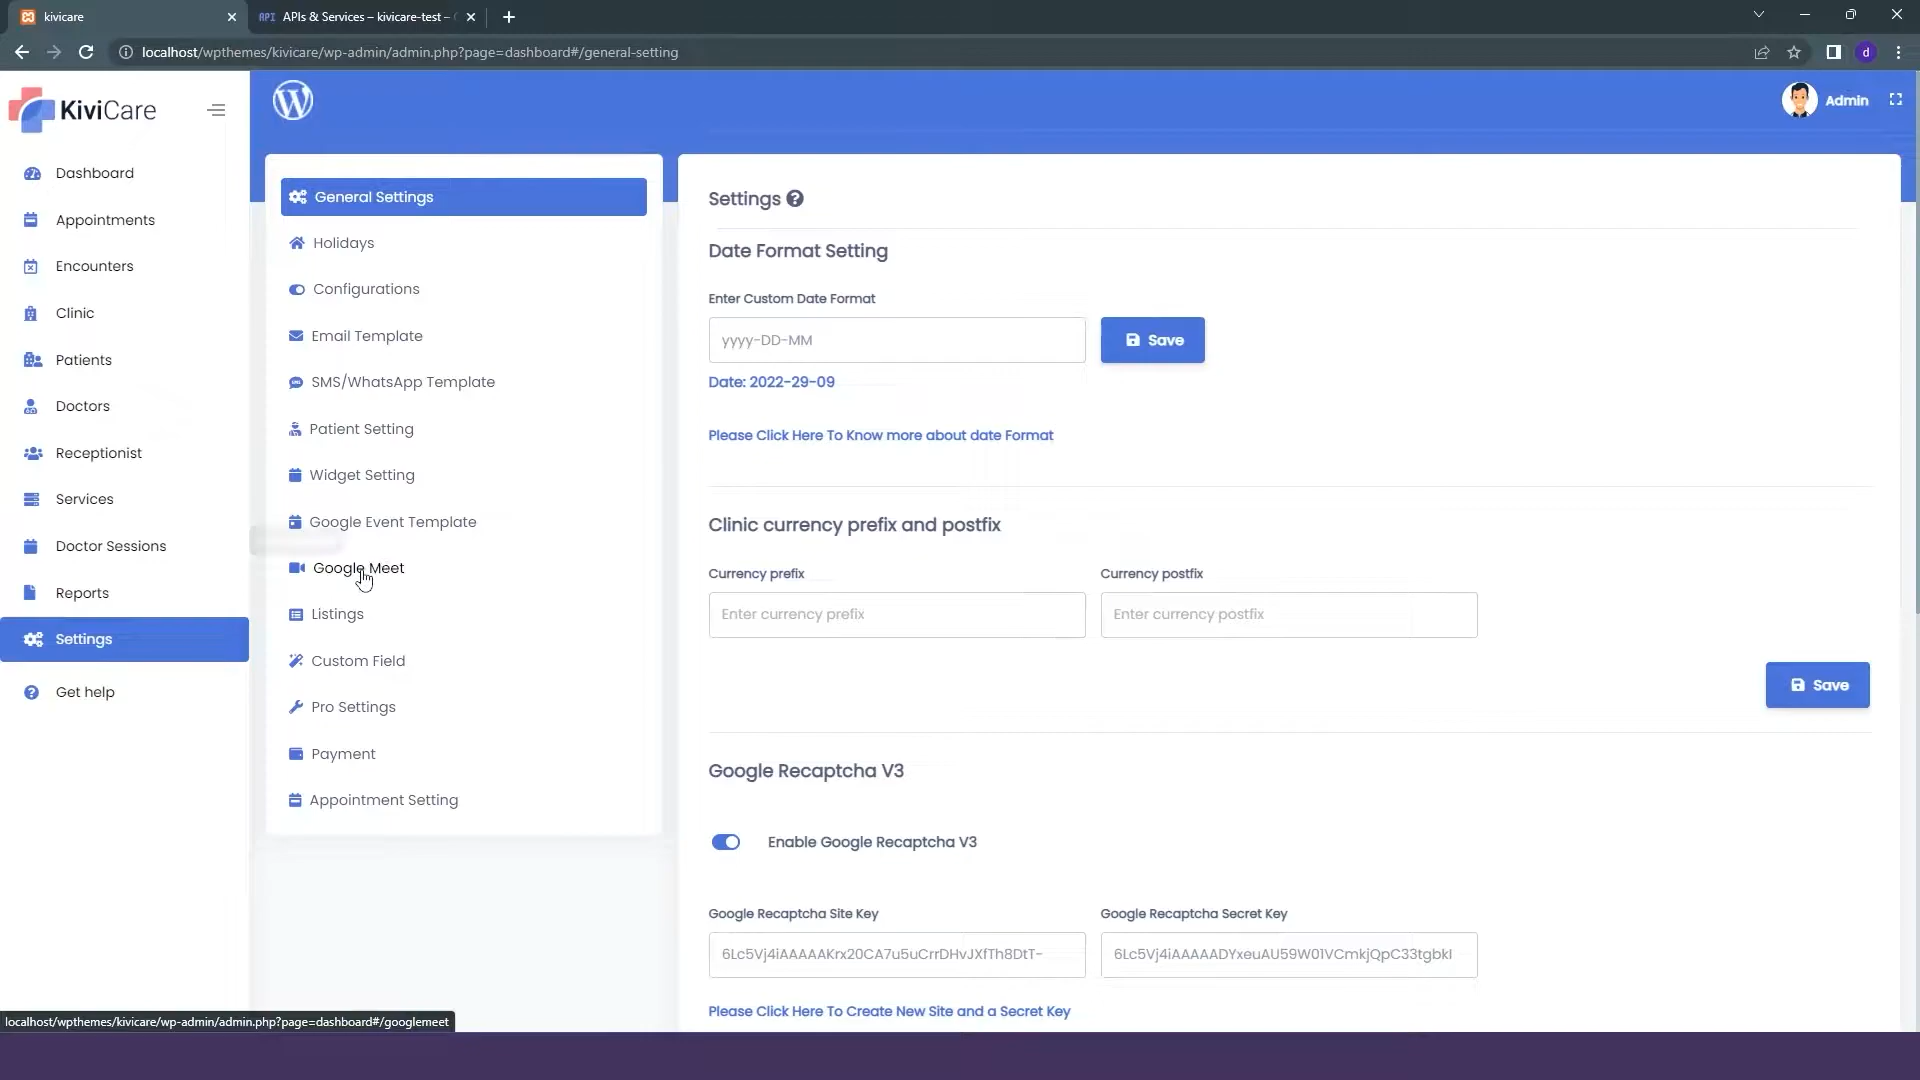 kivicare
API APIs & Services – kivicare-test –
localhost/wpthemes/kivicare/wp-admin/admin.php?page=dashboard#/general-setting
d
KiviCare
Admin
Dashboard
Appointments
Encounters
Clinic
Patients
Doctors
Receptionist
Services
Doctor Sessions
Reports
Settings
Get help
General Settings
Holidays
Configurations
Email Template
SMS/WhatsApp Template
Patient Setting
Widget Setting
Google Event Template
Google Meet
Listings
Custom Field
Pro Settings
Payment
Appointment Setting
Settings
Date Format Setting
Enter Custom Date Format
yyyy-DD-MM
Save
Date: 2022-29-09
Please Click Here To Know more about date Format
Clinic currency prefix and postfix
Currency prefix
Currency postfix
Enter currency prefix
Enter currency postfix
Save
Google Recaptcha V3
Enable Google Recaptcha V3
Google Recaptcha Site Key
Google Recaptcha Secret Key
6Lc5Vj4iAAAAAKrx20CA7u5uCrrDHvJXfTh8DtT-
6Lc5Vj4iAAAAADYxeuAU59W01VCmkjQpC33tgbkI
Please Click Here To Create New Site and a Secret Key
localhost/wpthemes/kivicare/wp-admin/admin.php?page=dashboard#/googlemeet